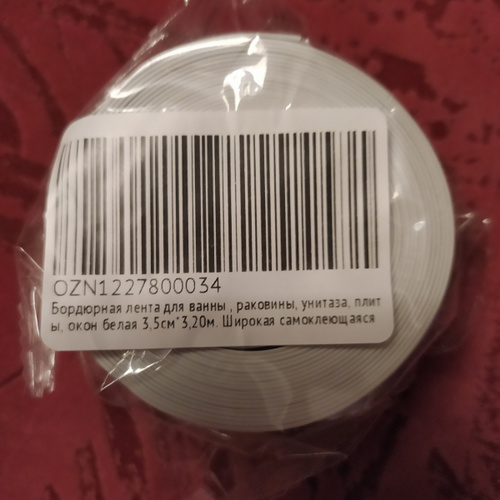 OZN1227800034
Бордюрная лента для ванны , раковины, унитаза, плит
ы, окон белая 3,5см*3,20м. Широкая самоклеющаяся